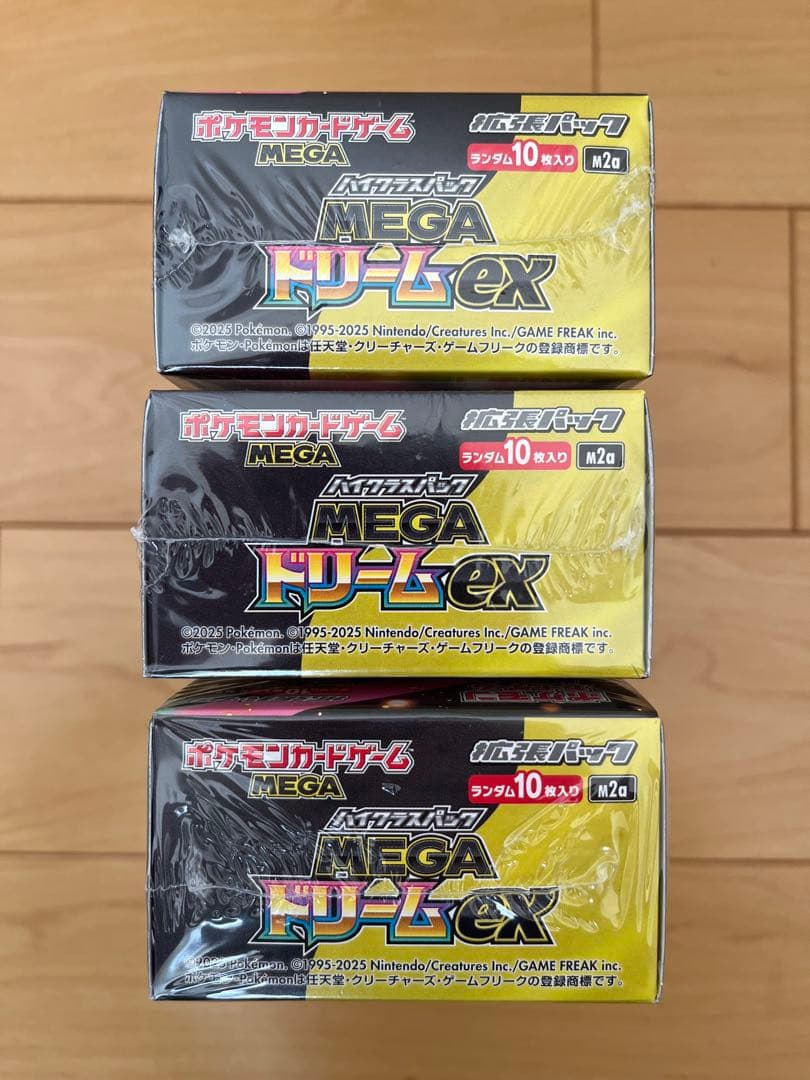 ポケモンカードゲーム
MEGA
拡張パック
ランダム10枚入り M2a
ハイクラスパック
MEGA
ドリームex
©2025 Pokémon. ©1995-2025 Nintendo/Creatures Inc./GAME FREAK inc.
ポケモン・Pokémonは任天堂・クリーチャーズ・ゲームフリークの登録商標です。
ポケモンカードゲーム
MEGA
拡張パック
ランダム10枚入り M2a
ハイクラスパック
MEGA
ドリームex
©2025 Pokémon. ©1995-2025 Nintendo/Creatures Inc./GAME FREAK inc.
ポケモン・Pokémonは任天堂・クリーチャーズ・ゲームフリークの登録商標です。
ポケモン
ポケモンカードゲーム
MEGA
拡張パック
ランダム10枚入り M2a
ハイクラスパック
MEGA
ドリームex
©2025 Pokémon. ©1995-2025 Nintendo/Creatures Inc./GAME FREAK inc.
ポケモン・Pokémonは任天堂・クリーチャーズ・ゲームフリークの登録商標です。